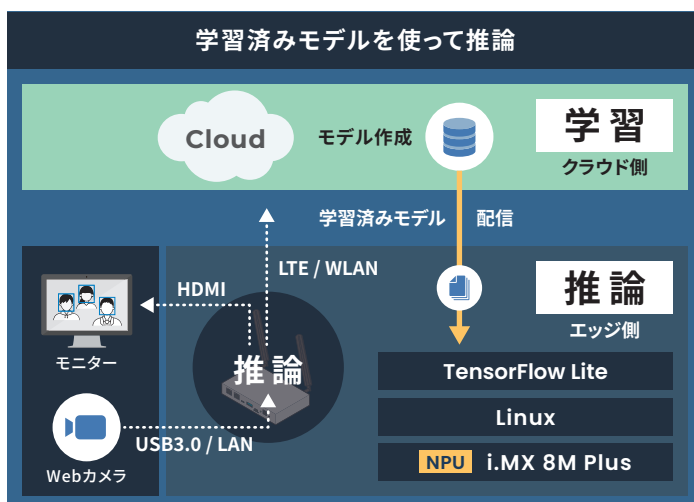 学習済みモデルを使って推論
Cloud
モデル作成
学習
クラウド側
学習済みモデル
配信
LTE / WLAN
HDMI
モニター
推論
USB3.0 / LAN
Webカメラ
推論
エッジ側
TensorFlow Lite
Linux
NPU i.MX 8M Plus